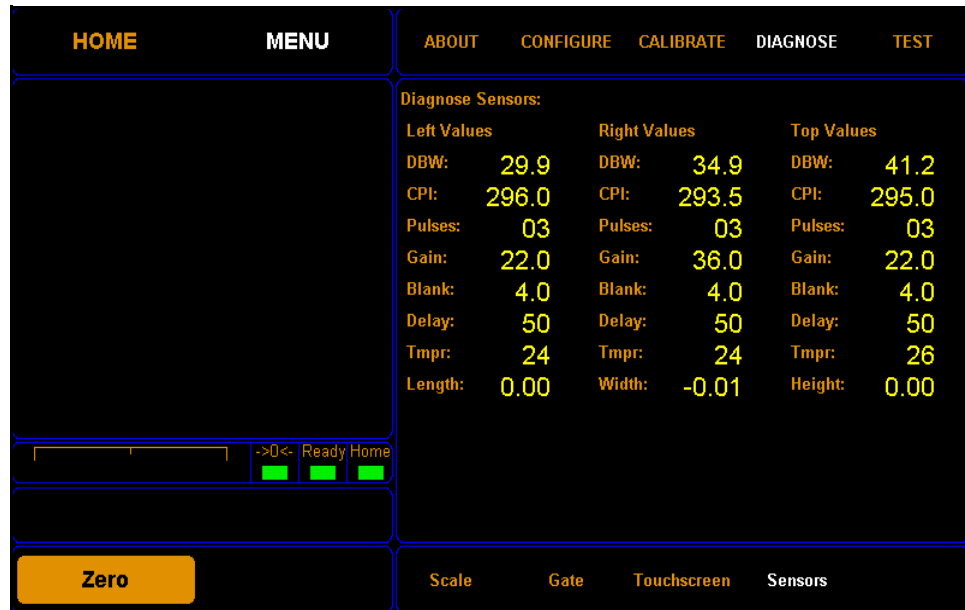 HOME MENU ABOUT CONFIGURE CALIBRATE DIAGNOSE TEST
Diagnose Sensors:
Left Values Right Values Top Values
DBW: 29.9 DBW: 34.9 DBW: 41.2
CPI: 296.0 CPI: 293.5 CPI: 295.0
Pulses: 03 Pulses: 03 Pulses: 03
Gain: 22.0 Gain: 36.0 Gain: 22.0
Blank: 4.0 Blank: 4.0 Blank: 4.0
Delay: 50 Delay: 50 Delay: 50
Tmpr: 24 Tmpr: 24 Tmpr: 26
Length: 0.00 Width: -0.01 Height: 0.00
->0<- Ready Home
Zero Scale Gate Touchscreen Sensors